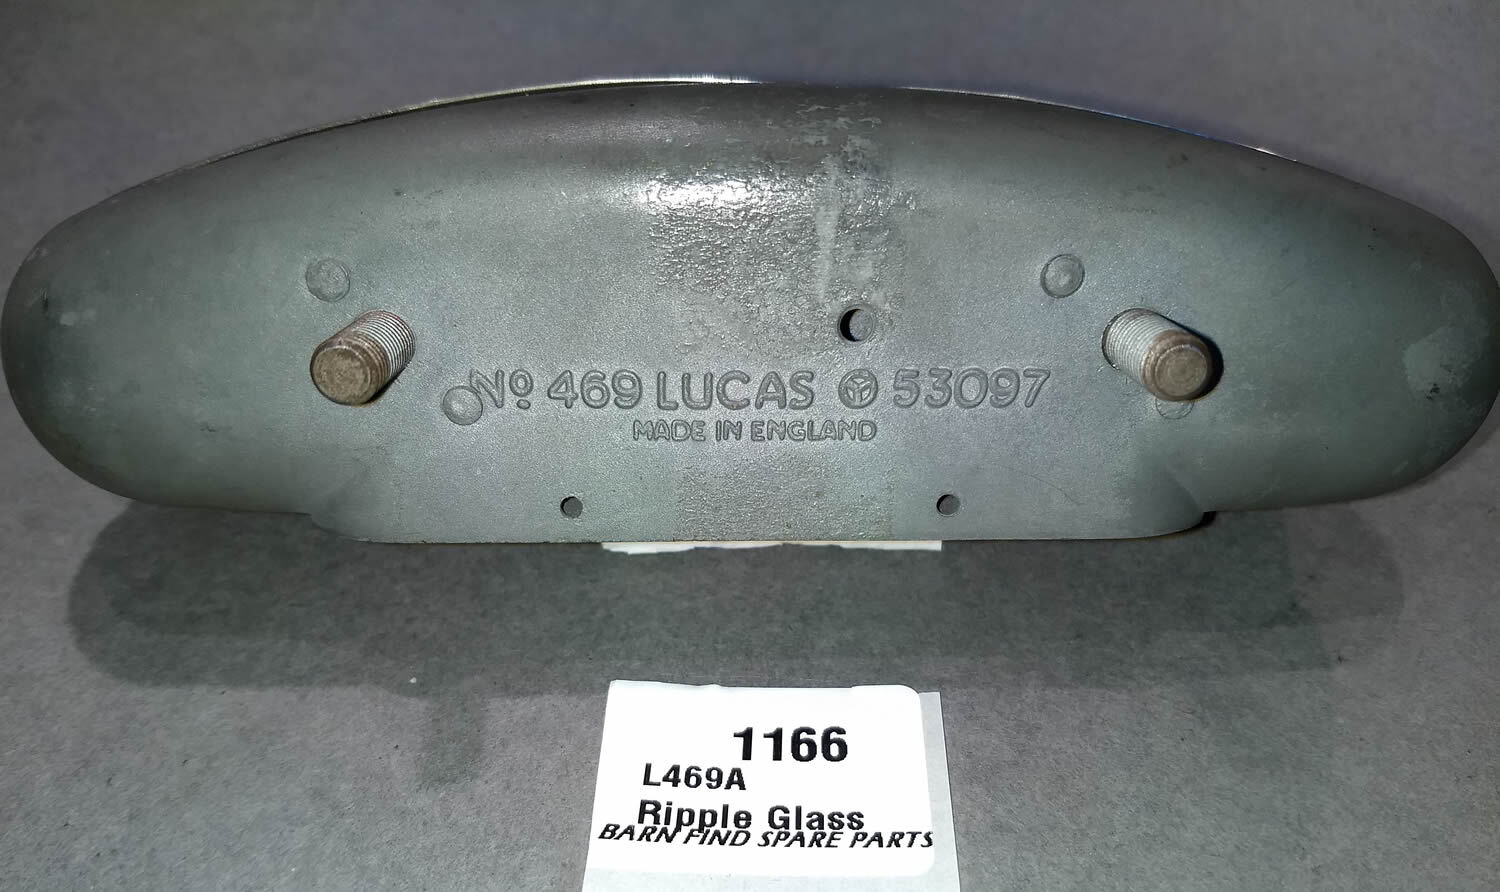 Nº 469 LUCAS 53097
MADE IN ENGLAND
1166
L469A
Ripple Glass
BARN FIND SPARE PARTS